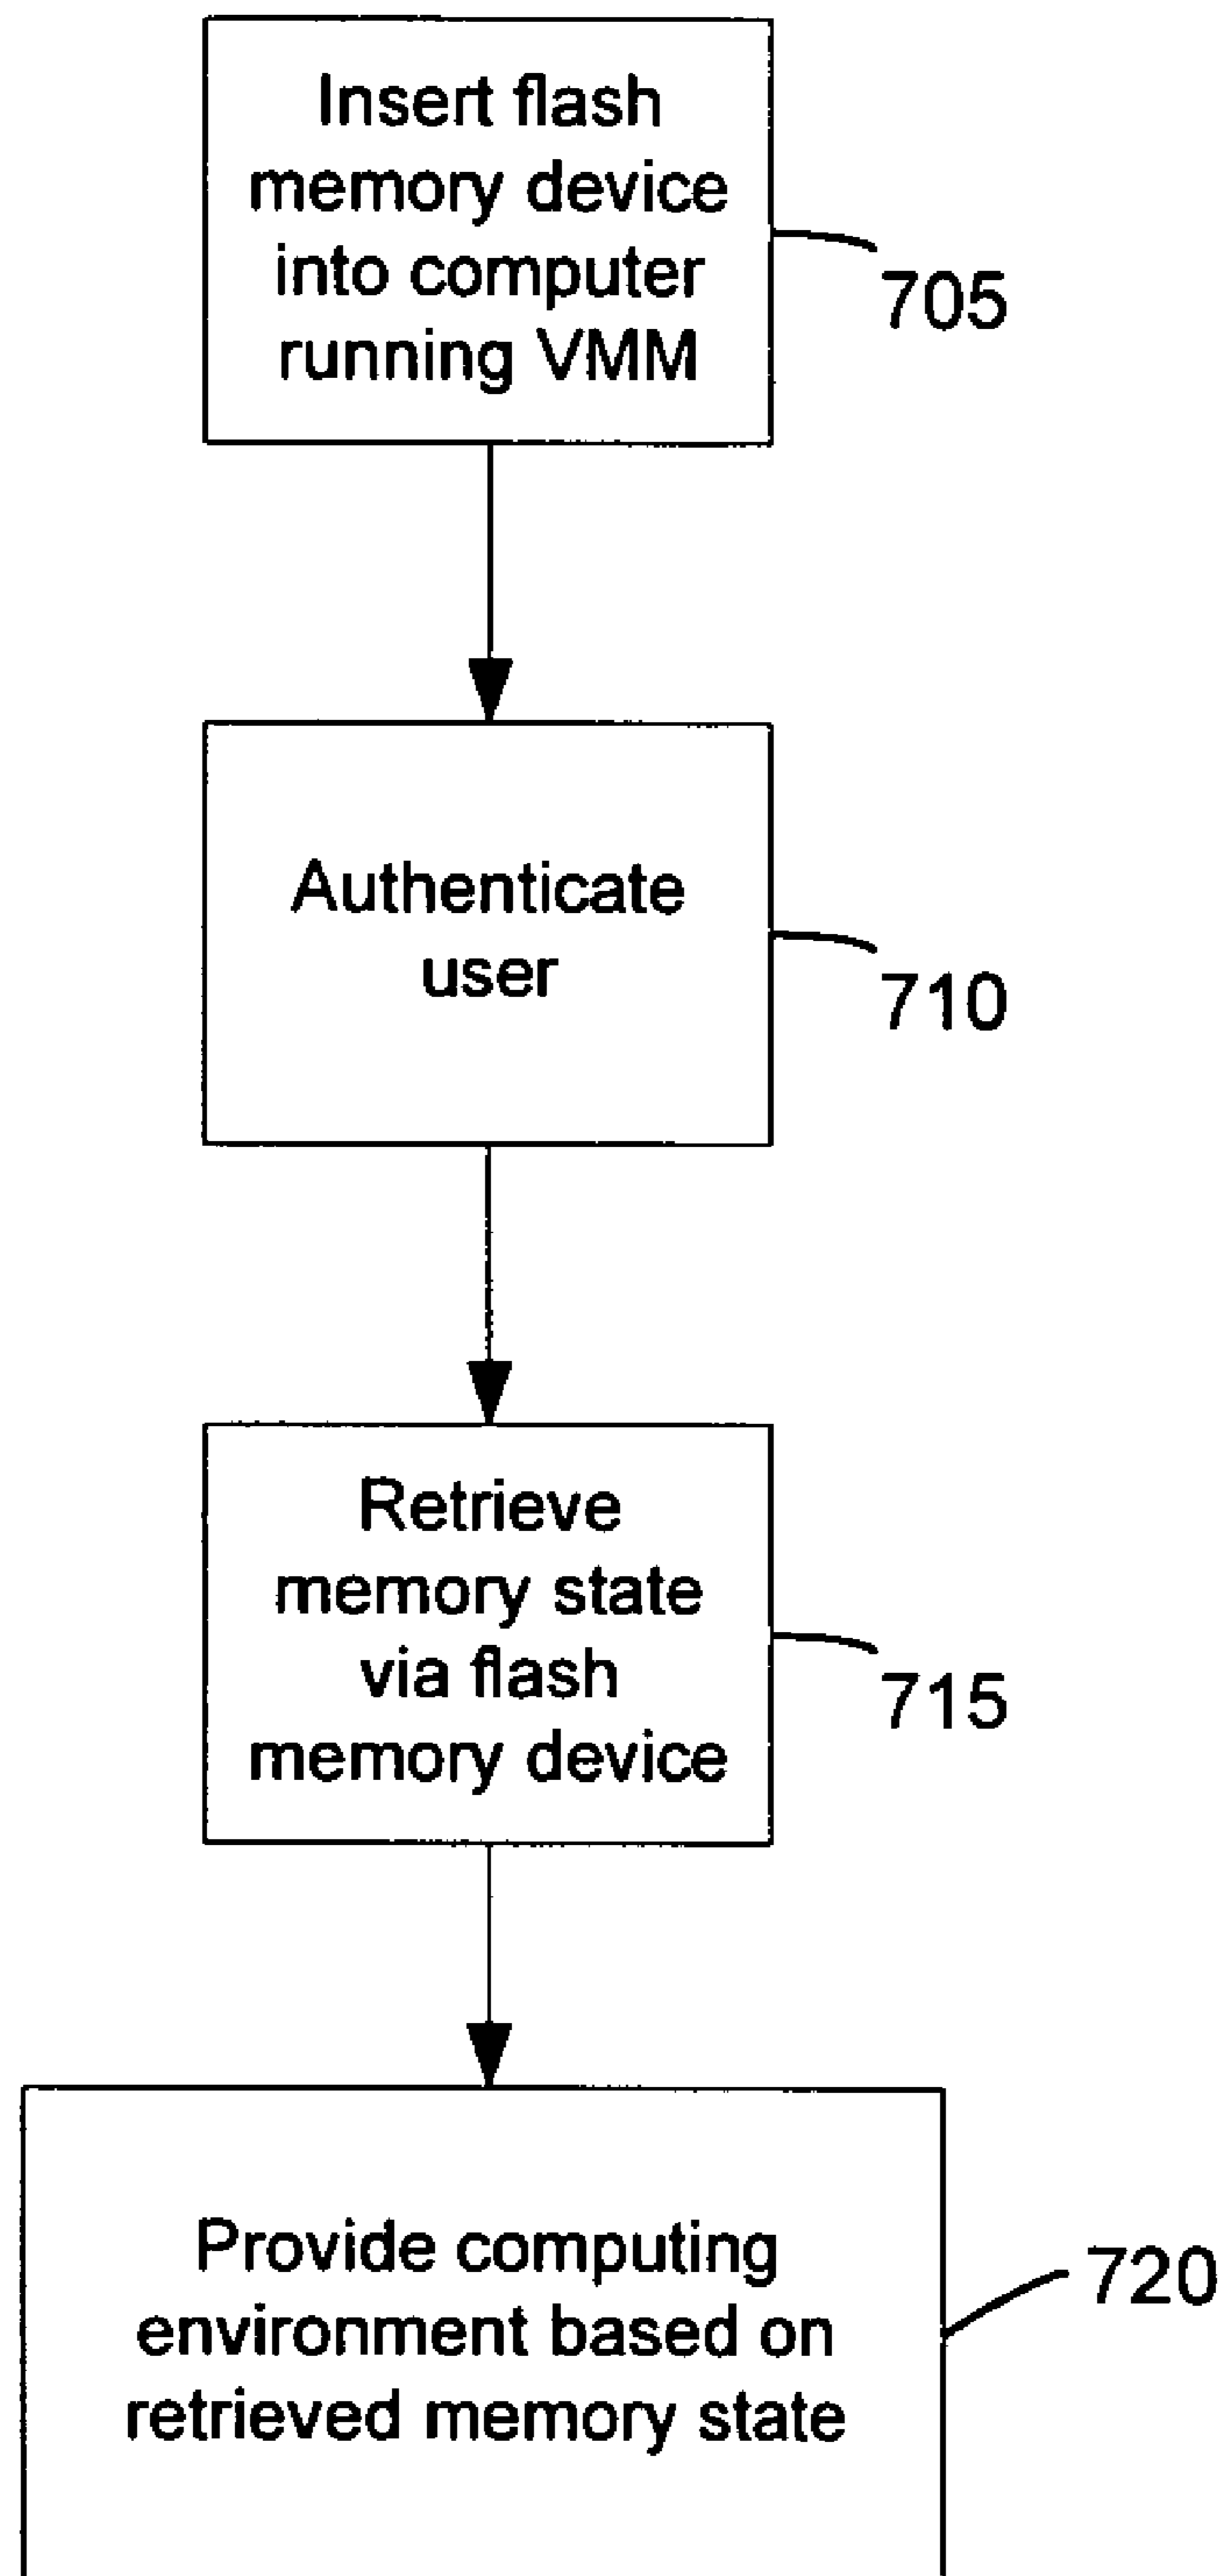 Insert flash
memory device
into computer
running VMM
705
Authenticate
user
710
Retrieve
memory state
via flash
memory device
715
Provide computing
environment based on
retrieved memory state
720